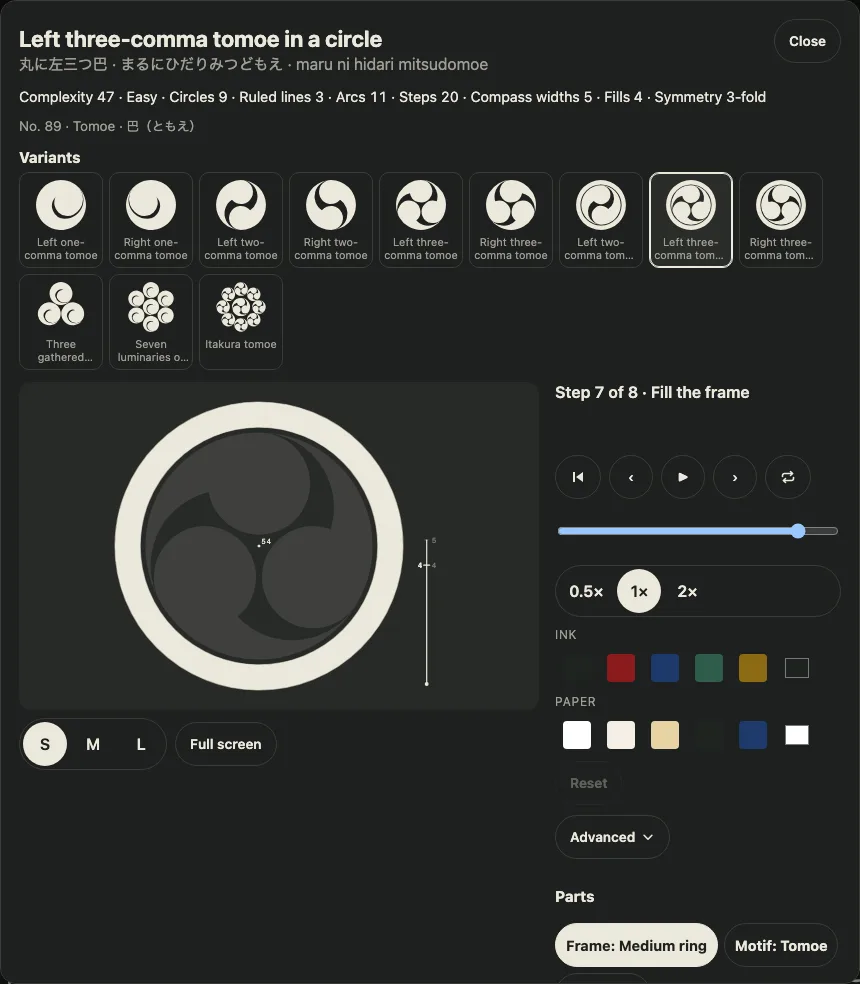 Left three-comma tomoe in a circle
Close
丸に左三つ巴 · まるにひだりみつどもえ · maru ni hidari mitsudomoe
Complexity 47 · Easy · Circles 9 · Ruled lines 3 · Arcs 11 · Steps 20 · Compass widths 5 · Fills 4 · Symmetry 3-fold
No. 89 · Tomoe · 巴（ともえ）
Variants
Left one-
comma tomoe
Right one-
comma tomoe
Left two-
comma tomoe
Right two-
comma tomoe
Left three-
comma tomoe
Right three-
comma tomoe
Left two-
comma tom...
Left three-
comma tom...
Right three-
comma tom...
Three
gathered...
Seven
luminaries o...
Itakura tomoe
54
5
4 4
Step 7 of 8 · Fill the frame
0.5× 1× 2×
INK
PAPER
Reset
Advanced
S M L
Full screen
Parts
Frame: Medium ring
Motif: Tomoe